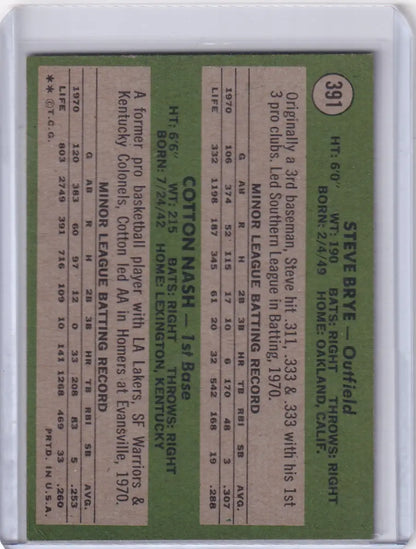 391
STEVE BRYE — Outfield
HT: 6'0" WT: 190 BATS: RIGHT THROWS: RIGHT
BORN: 2/4/49 HOME: OAKLAND, CALIF.
Originally a 3rd baseman, Steve hit .311, .333 & .333 with his 1st
3 pro clubs. Led Southern League in Batting, 1970.
MINOR LEAGUE BATTING RECORD
G AB R H 2B 3B HR TB RBI SB AVG.
1970 106 374 52 115 17 10 6 170 48 3 .307
LIFE 332 1198 187 345 61 20 32 542 168 19 .288
COTTON NASH — 1st Base
HT: 6'6" WT: 215 BATS: RIGHT THROWS: RIGHT
BORN: 7/24/42 HOME: LEXINGTON, KENTUCKY
A former pro basketball player with LA Lakers, SF Warriors &
Kentucky Colonels, Cotton led AA in Homers at Evansville, 1970.
MINOR LEAGUE BATTING RECORD
G AB R H 2B 3B HR TB RBI SB AVG.
1970 120 383 60 97 12 0 33 208 83 5 .253
LIFE 803 2749 391 716 109 10 141 1268 469 33 .260
** © T.C.G. PRTD. IN U.S.A.